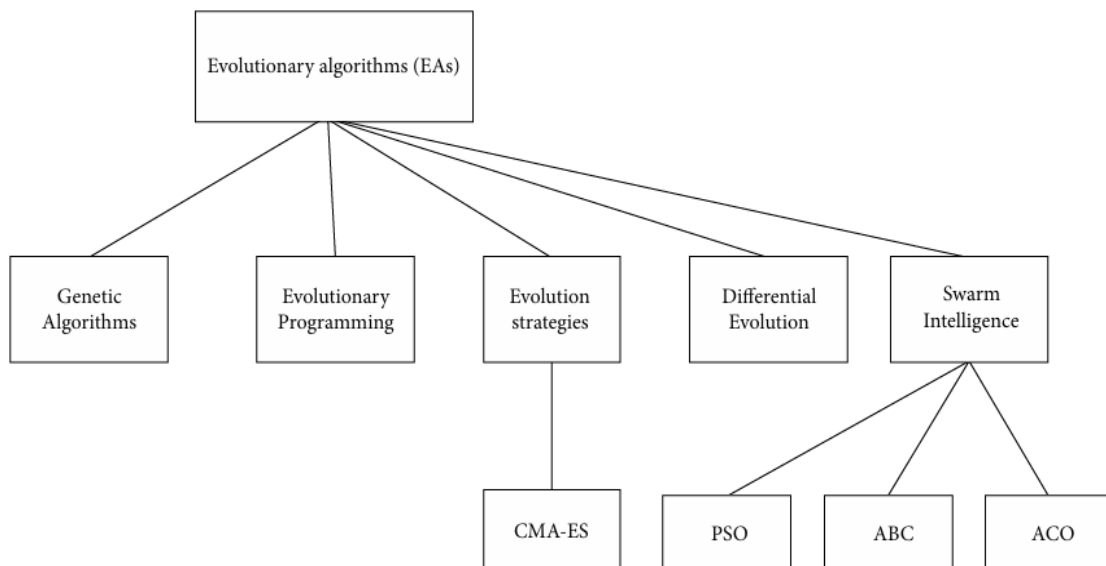 Evolutionary algorithms (EAs)
Genetic
Algorithms
Evolutionary
Programming
Evolution
strategies
Differential
Evolution
Swarm
Intelligence
CMA-ES
PSO
ABC
ACO